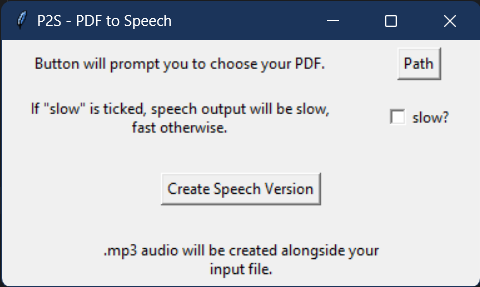 P2S - PDF to Speech
Button will prompt you to choose your PDF.
Path
If "slow" is ticked, speech output will be slow,
fast otherwise.
slow?
Create Speech Version
.mp3 audio will be created alongside your
input file.